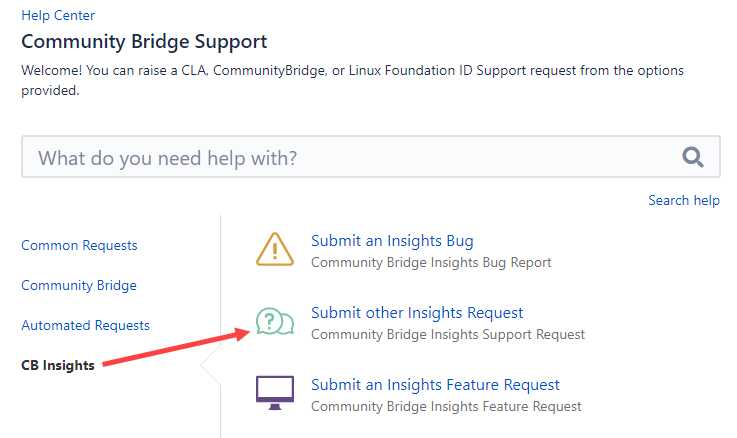 Help Center
Community Bridge Support
Welcome! You can raise a CLA, CommunityBridge, or Linux Foundation ID Support request from the options
provided.
What do you need help with?
Search help
Common Requests
Community Bridge
Automated Requests
CB Insights
Submit an Insights Bug
Community Bridge Insights Bug Report
Submit other Insights Request
Community Bridge Insights Support Request
Submit an Insights Feature Request
Community Bridge Insights Feature Request